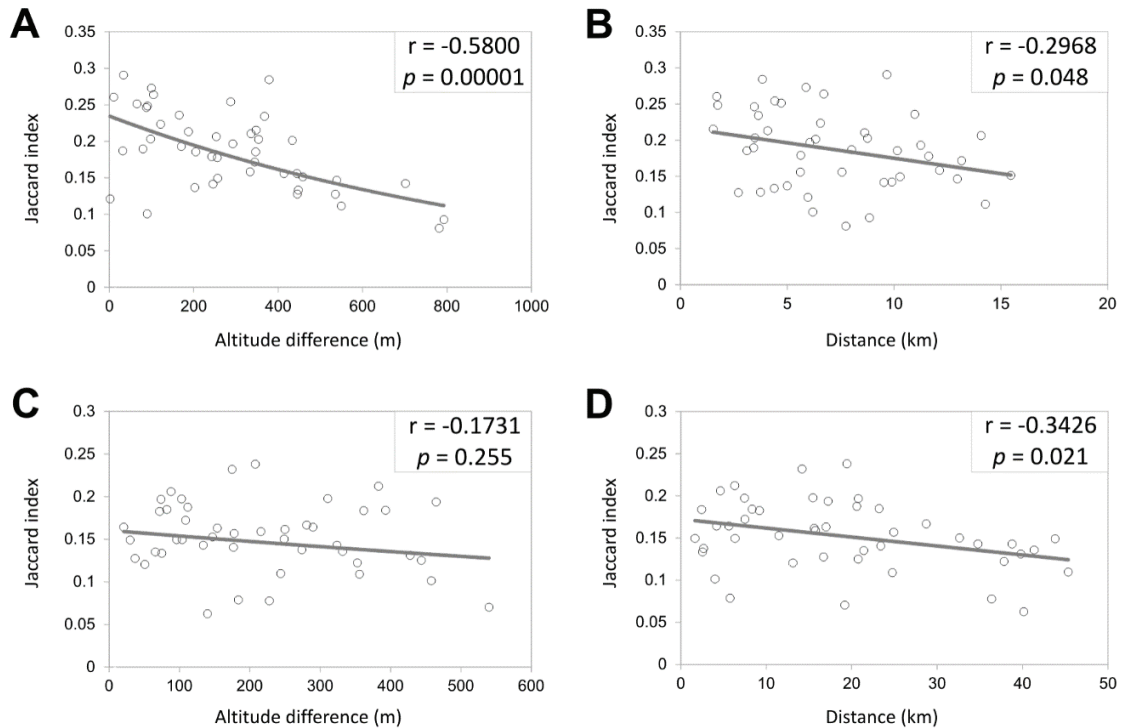 A
r = -0.5800
p = 0.00001
0.35
0.3
0.25
0.2
0.15
0.1
0.05
0
0 200 400 600 800 1000
Jaccard index
Altitude difference (m)
B
r = -0.2968
p = 0.048
0.35
0.3
0.25
0.2
0.15
0.1
0.05
0
0 5 10 15 20
Jaccard index
Distance (km)
C
r = -0.1731
p = 0.255
0.3
0.25
0.2
0.15
0.1
0.05
0
0 100 200 300 400 500 600
Jaccard index
Altitude difference (m)
D
r = -0.3426
p = 0.021
0.3
0.25
0.2
0.15
0.1
0.05
0
0 10 20 30 40 50
Jaccard index
Distance (km)